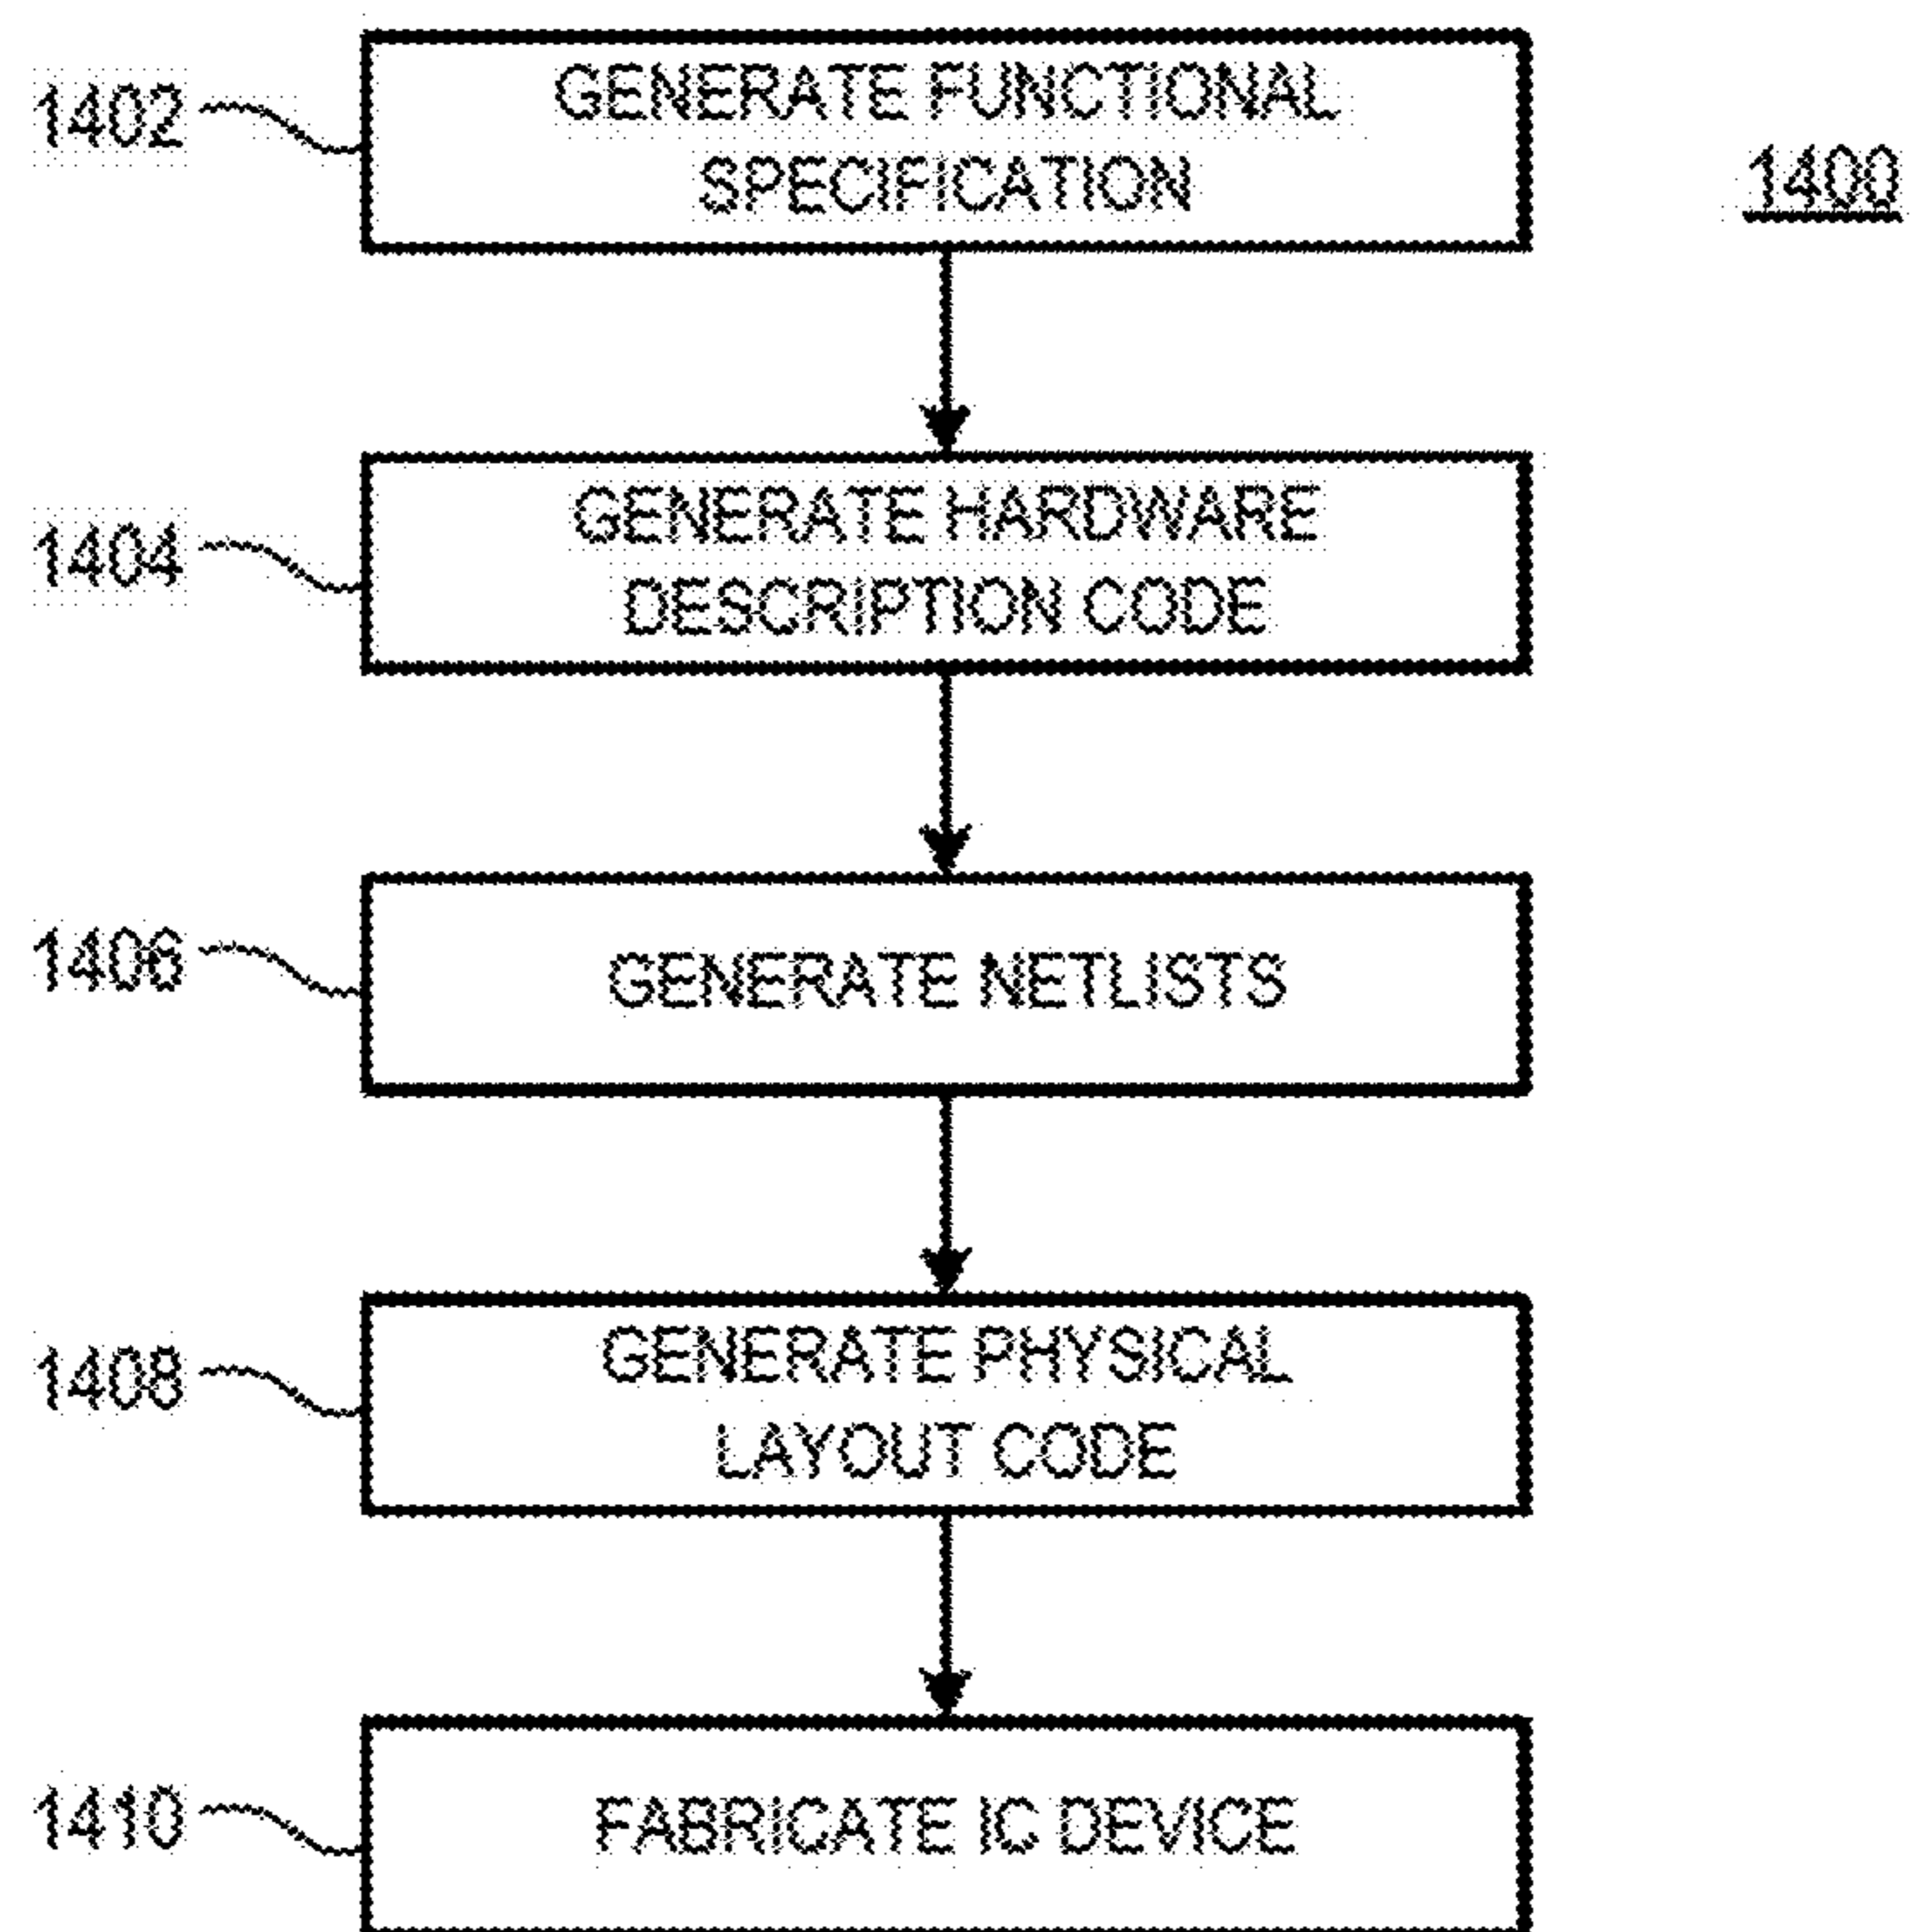 1402
GENERATE FUNCTIONAL
SPECIFICATION
1400
1404
GENERATE HARDWARE
DESCRIPTION CODE
1406
GENERATE NETLISTS
1408
GENERATE PHYSICAL
LAYOUT CODE
1410
FABRICATE IC DEVICE